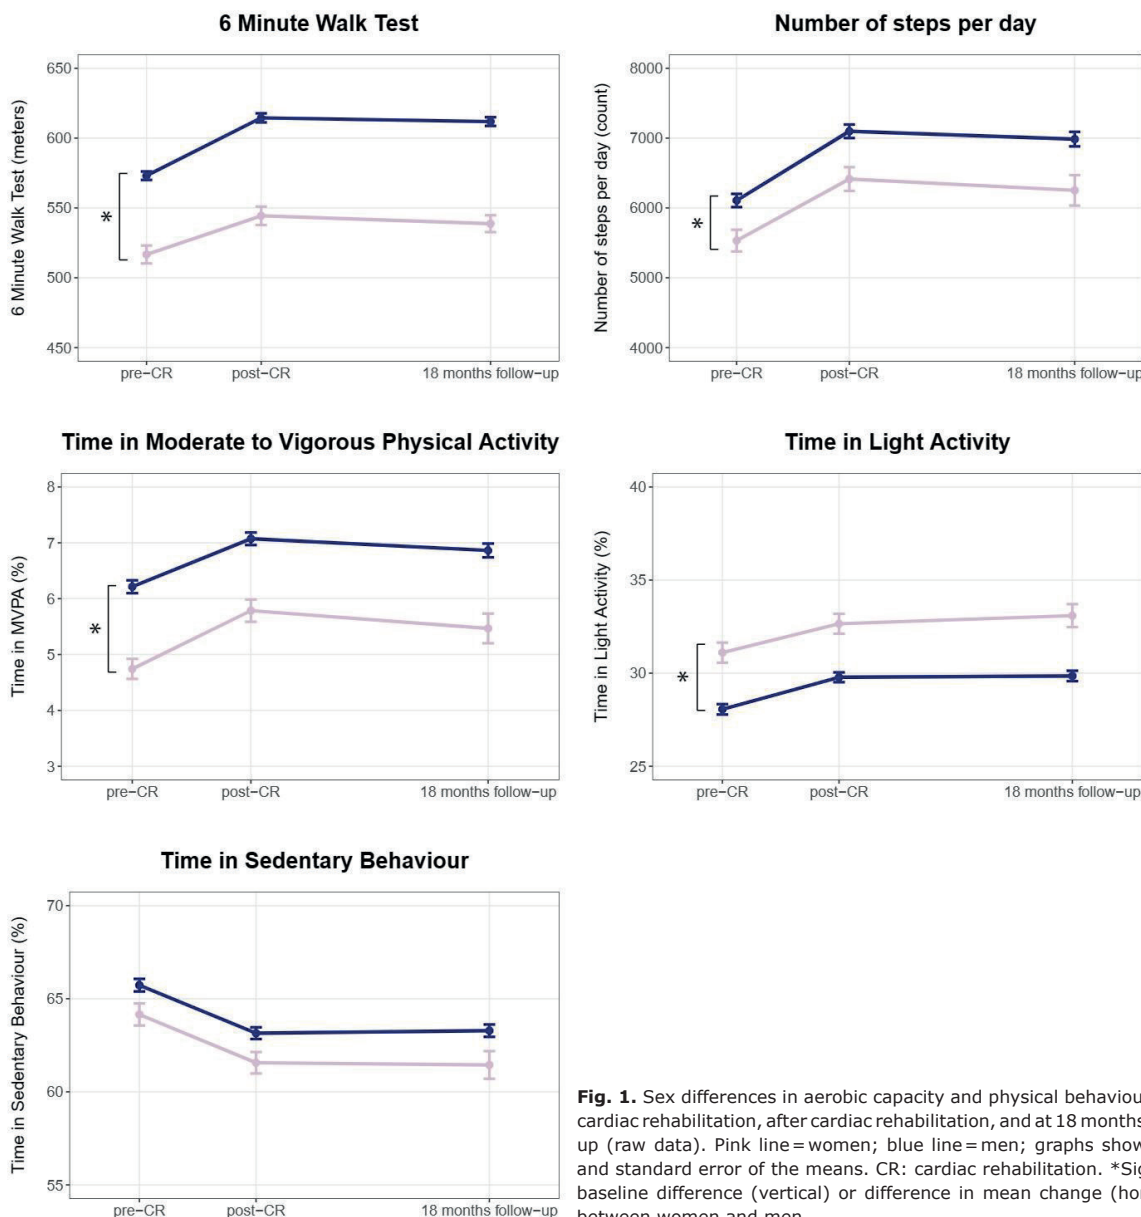 6 Minute Walk Test
6 Minute Walk Test (meters)
650
600
550
500
450
*
pre−CR post−CR 18 months follow−up
Number of steps per day
Number of steps per day (count)
8000
7000
6000
5000
4000
*
pre−CR post−CR 18 months follow−up
Time in Moderate to Vigorous Physical Activity
Time in MVPA (%)
8
7
6
5
4
3
*
pre−CR post−CR 18 months follow−up
Time in Light Activity
Time in Light Activity (%)
40
35
30
25
*
pre−CR post−CR 18 months follow−up
Time in Sedentary Behaviour
Time in Sedentary Behaviour (%)
70
65
60
55
pre−CR post−CR 18 months follow−up
Fig. 1. Sex differences in aerobic capacity and physical behaviou
cardiac rehabilitation, after cardiac rehabilitation, and at 18 months
up (raw data). Pink line = women; blue line = men; graphs show
and standard error of the means. CR: cardiac rehabilitation. *Sig
baseline difference (vertical) or difference in mean change (ho
between women and men.